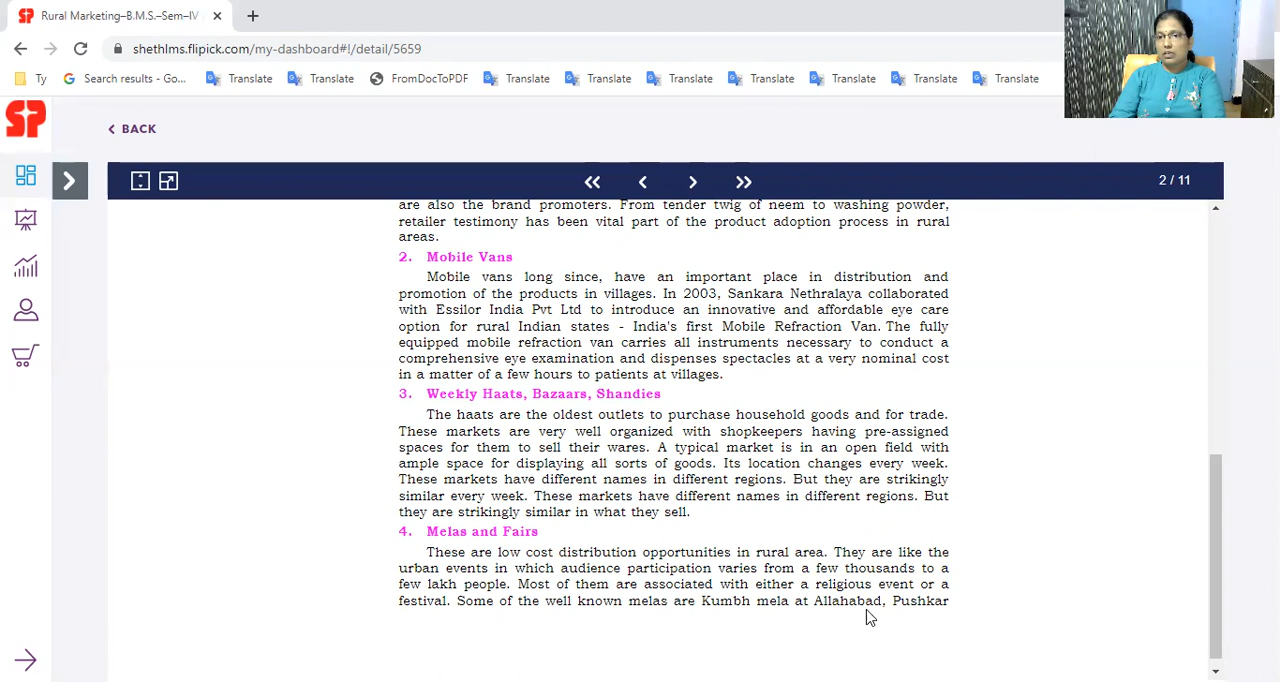 Rural Marketing–B.M.S.–Sem–IV
shethlms.flipick.com/my-dashboard#!/detail/5659
Ty
Search results - Go...
Translate
Translate
FromDocToPDF
Translate
Translate
Translate
Translate
Translate
Translate
Translate
SP
BACK
2 / 11
are also the brand promoters. From tender twig of neem to washing powder,
retailer testimony has been vital part of the product adoption process in rural
areas.
2. Mobile Vans
Mobile vans long since, have an important place in distribution and
promotion of the products in villages. In 2003, Sankara Nethralaya collaborated
with Essilor India Pvt Ltd to introduce an innovative and affordable eye care
option for rural Indian states - India's first Mobile Refraction Van. The fully
equipped mobile refraction van carries all instruments necessary to conduct a
comprehensive eye examination and dispenses spectacles at a very nominal cost
in a matter of a few hours to patients at villages.
3. Weekly Haats, Bazaars, Shandies
The haats are the oldest outlets to purchase household goods and for trade.
These markets are very well organized with shopkeepers having pre-assigned
spaces for them to sell their wares. A typical market is in an open field with
ample space for displaying all sorts of goods. Its location changes every week.
These markets have different names in different regions. But they are strikingly
similar every week. These markets have different names in different regions. But
they are strikingly similar in what they sell.
4. Melas and Fairs
These are low cost distribution opportunities in rural area. They are like the
urban events in which audience participation varies from a few thousands to a
few lakh people. Most of them are associated with either a religious event or a
festival. Some of the well known melas are Kumbh mela at Allahabad, Pushkar